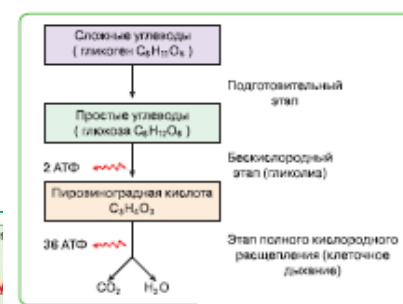 Сложные углеводы
( гликоген C₆H₁₂O₆ )
Подготовительный
этап
Простые углеводы
( глюкоза C₆H₁₂O₆ )
2 АТФ
Бескислородный
этап (гликолиз)
Пировиноградная кислота
C₃H₄O₃
36 АТФ
Этап полного кислородного
расщепления (клеточное
дыхание)
CO₂ H₂O